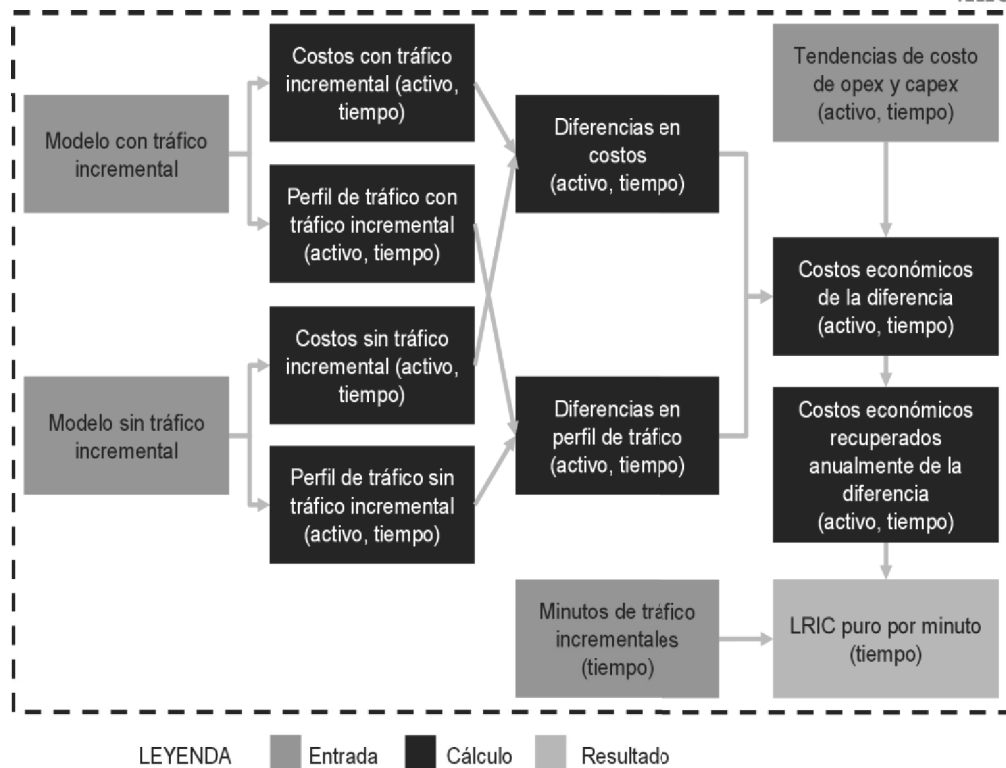 Costos con tráfico
incremental (activo,
tiempo)
Tendencias de costo
de opex y capex
(activo, tiempo)
Modelo con tráfico
incremental
Diferencias en
costos
(activo, tiempo)
Perfil de tráfico con
tráfico incremental
(activo, tiempo)
Costos económicos
de la diferencia
(activo, tiempo)
Costos sin tráfico
incremental (activo,
tiempo)
Modelo sin tráfico
incremental
Diferencias en
perfil de tráfico
(activo, tiempo)
Costos económicos
recuperados
anualmente de la
diferencia
(activo, tiempo)
Perfil de tráfico sin
tráfico incremental
(activo, tiempo)
Minutos de tráfico
incrementales
(tiempo)
LRIC puro por minuto
(tiempo)
LEYENDA
Entrada
Cálculo
Resultado